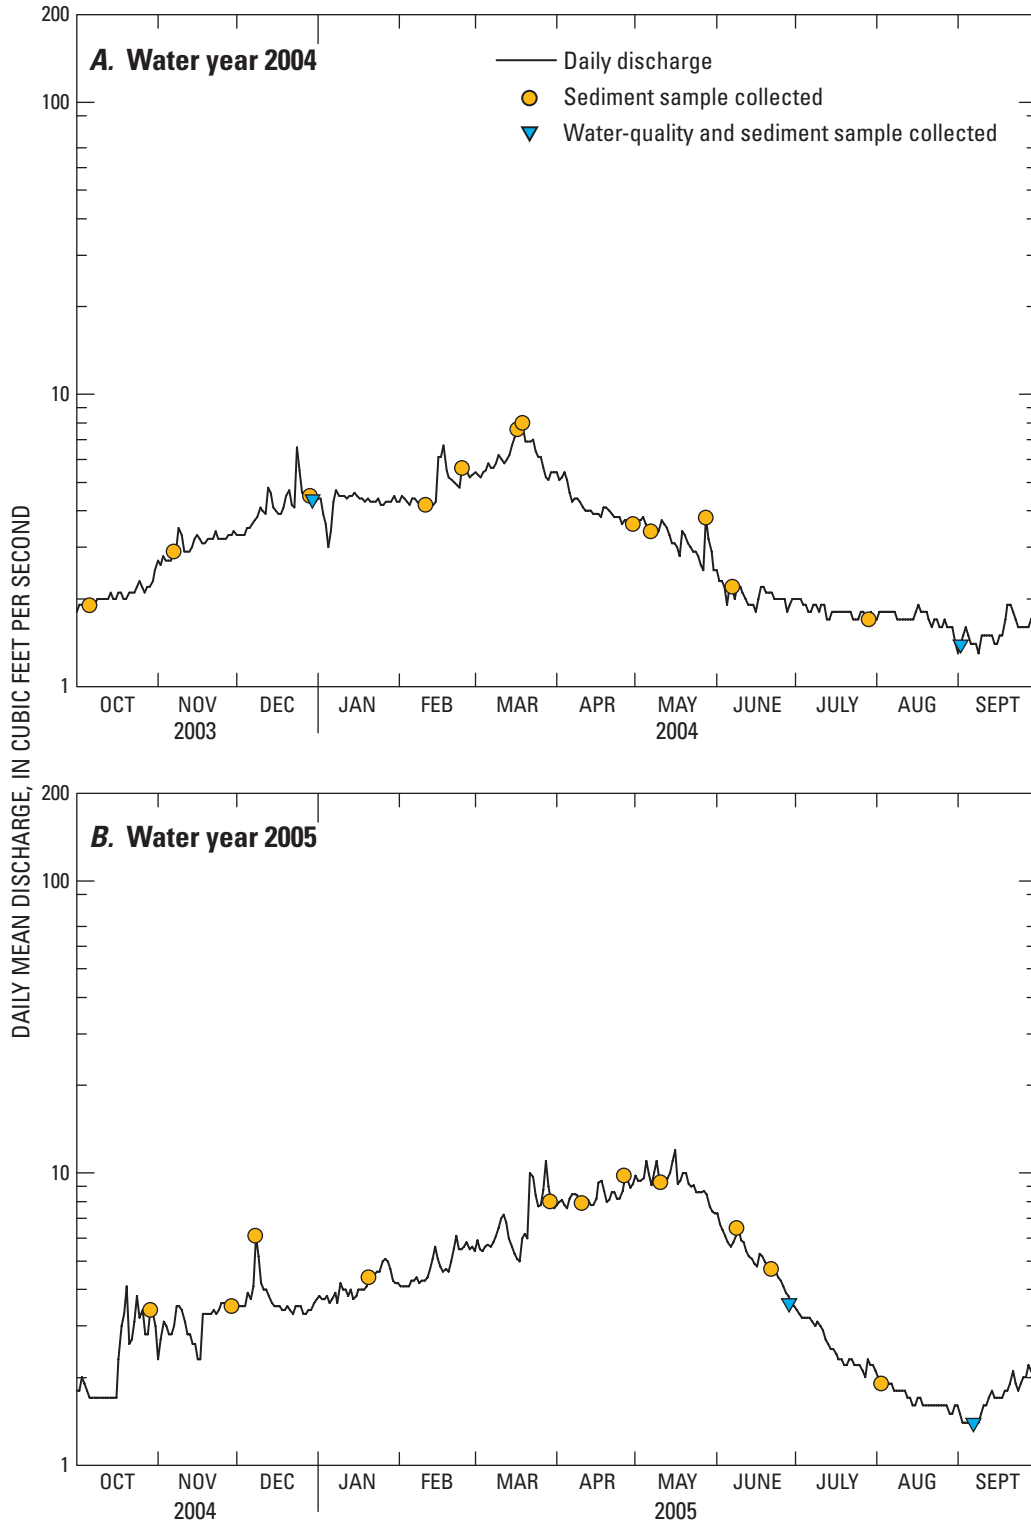 DAILY MEAN DISCHARGE, IN CUBIC FEET PER SECOND
200
A. Water year 2004
Daily discharge
Sediment sample collected
Water-quality and sediment sample collected
100
10
1
OCT NOV DEC JAN FEB MAR APR MAY JUNE JULY AUG SEPT
2003 2004
200
B. Water year 2005
100
10
1
OCT NOV DEC JAN FEB MAR APR MAY JUNE JULY AUG SEPT
2004 2005